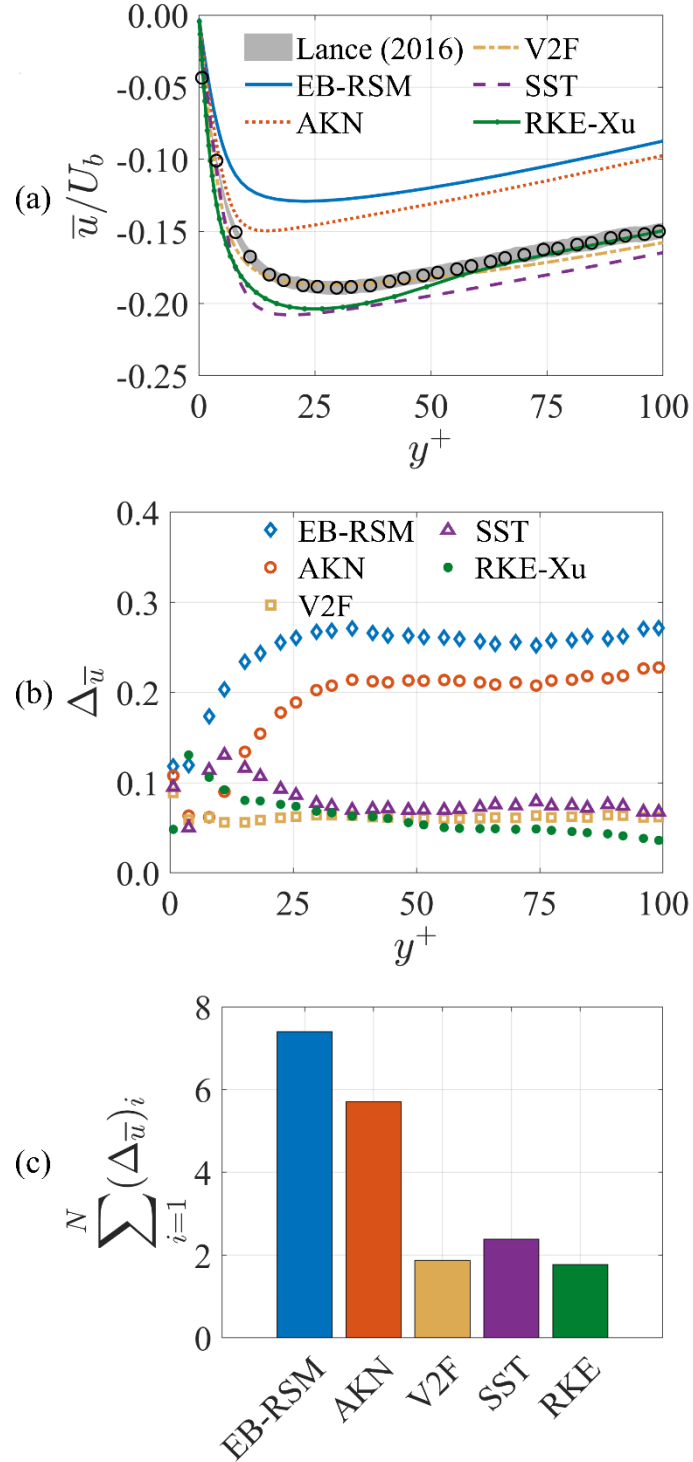 (a)
u̅/U_b
0.00
-0.05
-0.10
-0.15
-0.20
-0.25
Lance (2016)
V2F
EB-RSM
SST
AKN
RKE-Xu
0 25 50 75 100
y⁺
(b)
Δ_u̅
0.4
0.3
0.2
0.1
0.0
EB-RSM
SST
AKN
RKE-Xu
V2F
0 25 50 75 100
y⁺
(c)
∑_{i=1}^{N}(Δ_u̅)_i
8
6
4
2
0
EB-RSM AKN V2F SST RKE